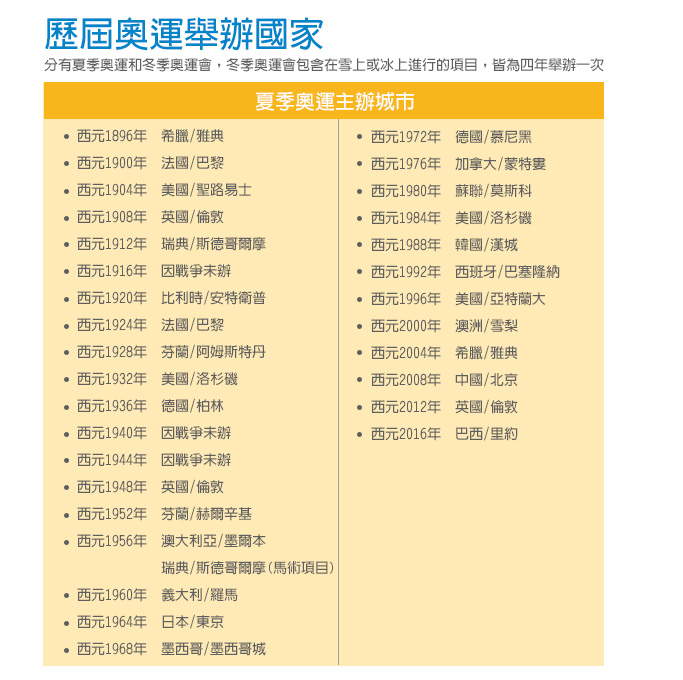 歷屆奧運舉辦國家
分有夏季奧運和冬季奧運會，冬季奧運會包含在雪上或冰上進行的項目，皆為四年舉辦一次
夏季奧運主辦城市
• 西元1896年 希臘/雅典
• 西元1900年 法國/巴黎
• 西元1904年 美國/聖路易士
• 西元1908年 英國/倫敦
• 西元1912年 瑞典/斯德哥爾摩
• 西元1916年 因戰爭未辦
• 西元1920年 比利時/安特衛普
• 西元1924年 法國/巴黎
• 西元1928年 芬蘭/阿姆斯特丹
• 西元1932年 美國/洛杉磯
• 西元1936年 德國/柏林
• 西元1940年 因戰爭未辦
• 西元1944年 因戰爭未辦
• 西元1948年 英國/倫敦
• 西元1952年 芬蘭/赫爾辛基
• 西元1956年 澳大利亞/墨爾本
瑞典/斯德哥爾摩(馬術項目)
• 西元1960年 義大利/羅馬
• 西元1964年 日本/東京
• 西元1968年 墨西哥/墨西哥城
• 西元1972年 德國/慕尼黑
• 西元1976年 加拿大/蒙特婁
• 西元1980年 蘇聯/莫斯科
• 西元1984年 美國/洛杉磯
• 西元1988年 韓國/漢城
• 西元1992年 西班牙/巴塞隆納
• 西元1996年 美國/亞特蘭大
• 西元2000年 澳洲/雪梨
• 西元2004年 希臘/雅典
• 西元2008年 中國/北京
• 西元2012年 英國/倫敦
• 西元2016年 巴西/里約